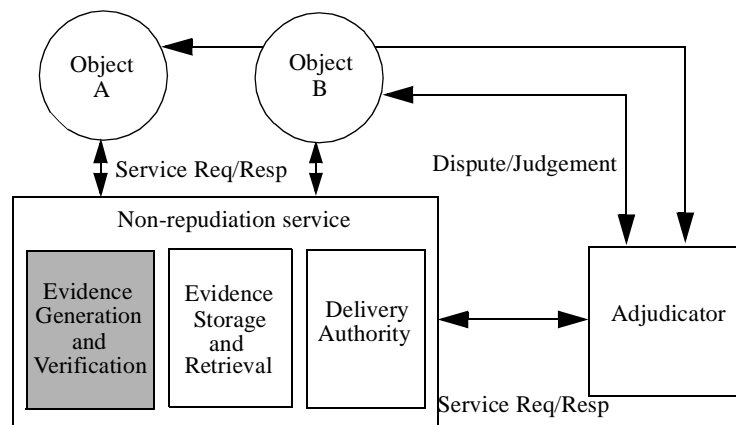 Object
A
Object
B
Service Req/Resp
Dispute/Judgement
Non-repudiation service
Evidence
Generation
and
Verification
Evidence
Storage
and
Retrieval
Delivery
Authority
Adjudicator
Service Req/Resp